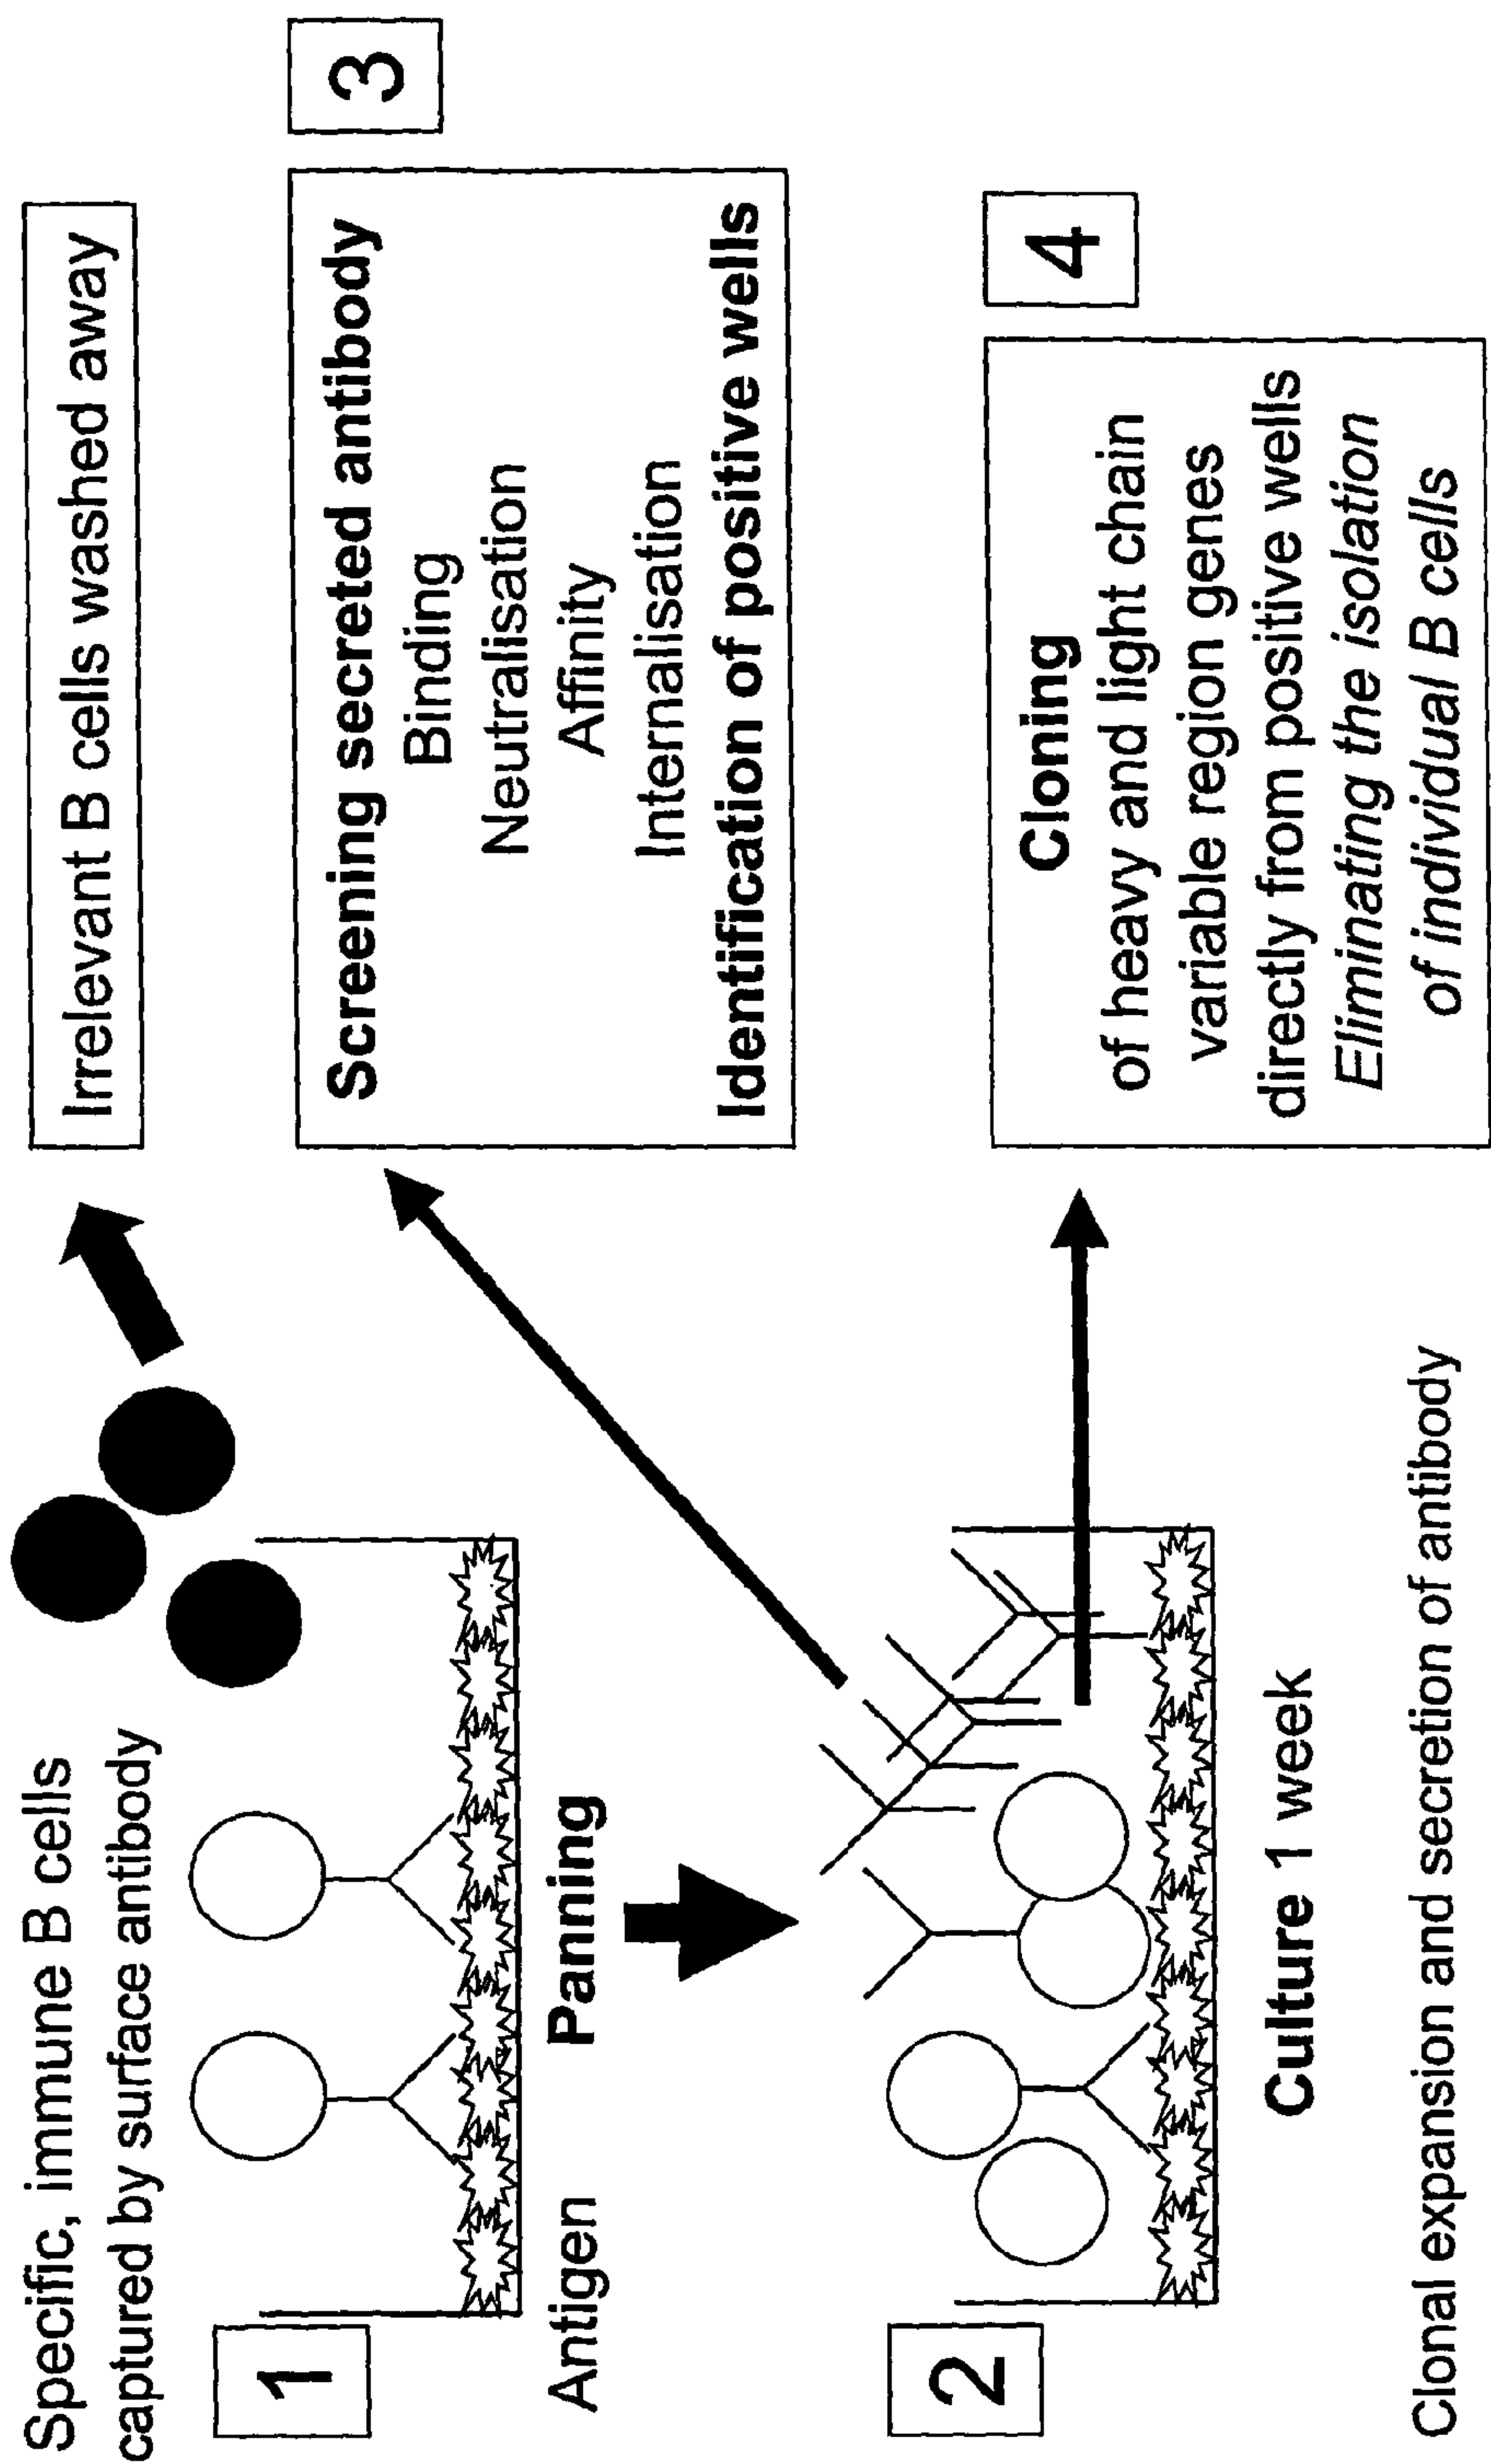 Specific, immune B cells
captured by surface antibody
1
Antigen
Panning
2
Culture 1 week
Clonal expansion and secretion of antibody
Irrelevant B cells washed away
3
Screening secreted antibody
Binding
Neutralisation
Affinity
Internalisation
Identification of positive wells
4
Cloning
of heavy and light chain
variable region genes
directly from positive wells
Eliminating the isolation
of individual B cells